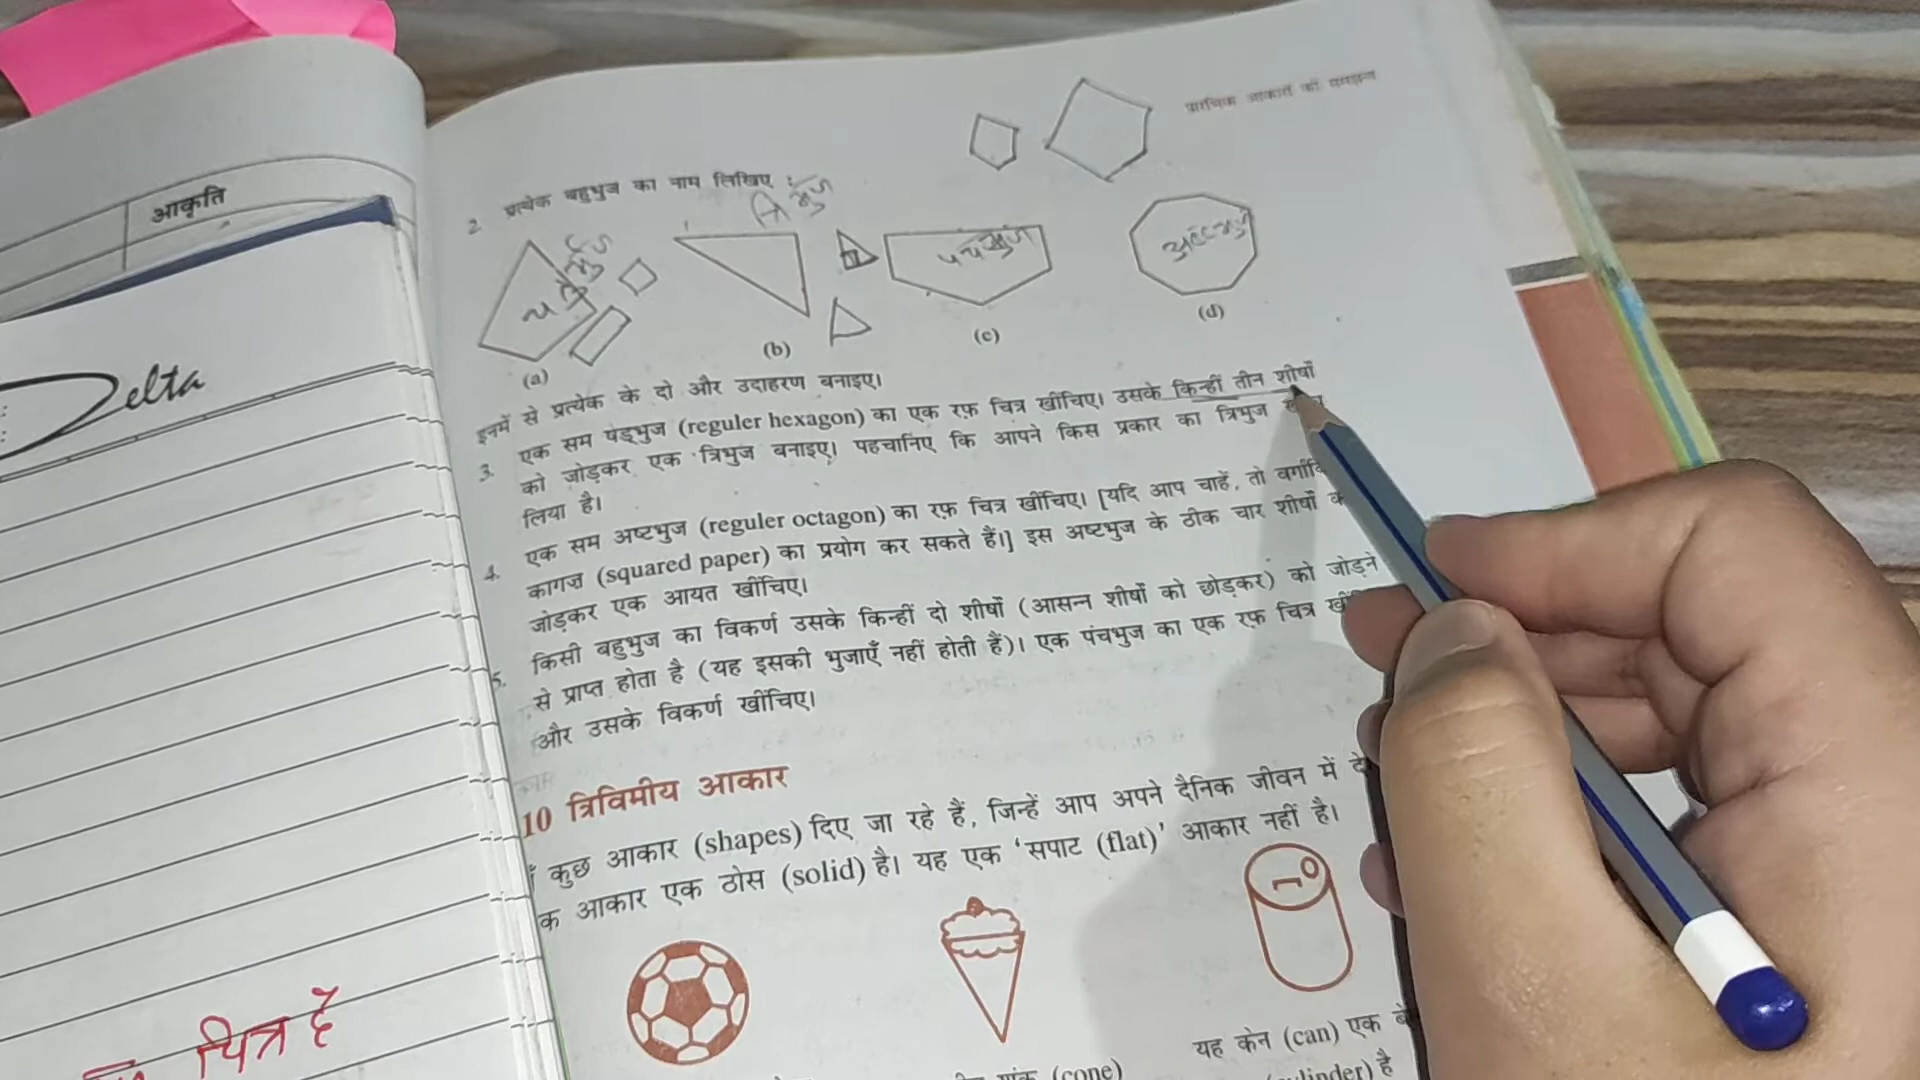 आकृति
Delta
चित्र है
प्रारंभिक आकारों को समझना
2. प्रत्येक बहुभुज का नाम लिखिए :
त्रिभुज
चतुर्भुज
पंचभुज
अष्टभुज
(a)
(b)
(c)
(d)
इनमें से प्रत्येक के दो और उदाहरण बनाइए।
3. एक सम षड्भुज (reguler hexagon) का एक रफ़ चित्र खींचिए। उसके किन्हीं तीन शीर्षों
को जोड़कर एक त्रिभुज बनाइए। पहचानिए कि आपने किस प्रकार का त्रिभुज
लिया है।
4. एक सम अष्टभुज (reguler octagon) का रफ़ चित्र खींचिए। [यदि आप चाहें, तो
कागज़ (squared paper) का प्रयोग कर सकते हैं।] इस अष्टभुज के ठीक चार शीर्षों
जोड़कर एक आयत खींचिए।
5. किसी बहुभुज का विकर्ण उसके किन्हीं दो शीर्षों (आसन्न शीर्षों को छोड़कर) को जोड़ने
से प्राप्त होता है (यह इसकी भुजाएँ नहीं होती हैं)। एक पंचभुज का एक रफ़ चित्र
और उसके विकर्ण खींचिए।
10 त्रिविमीय आकार
कुछ आकार (shapes) दिए जा रहे हैं, जिन्हें आप अपने दैनिक जीवन में
क आकार एक ठोस (solid) है। यह एक ‘सपाट (flat)’ आकार नहीं है।
यह केन (can) एक
(cone)
है